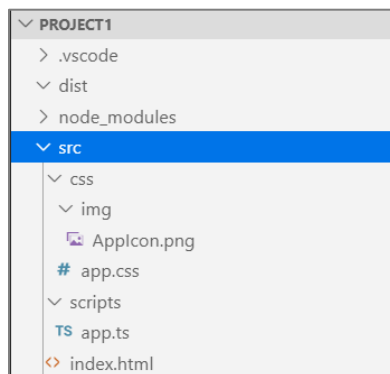 PROJECT1
.vscode
dist
node_modules
src
css
img
AppIcon.png
# app.css
scripts
TS app.ts
<> index.html